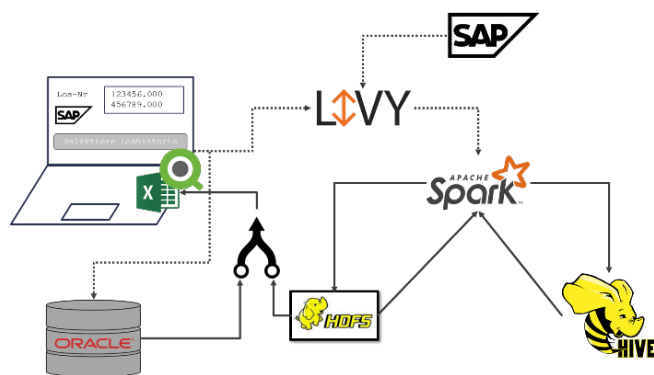 SAP
Los-Nr
123456.000
456789.000
SAP
Selektiere Loshistorie
LIVY
X
APACHE
Spark
ORACLE
HDFS
HIVE